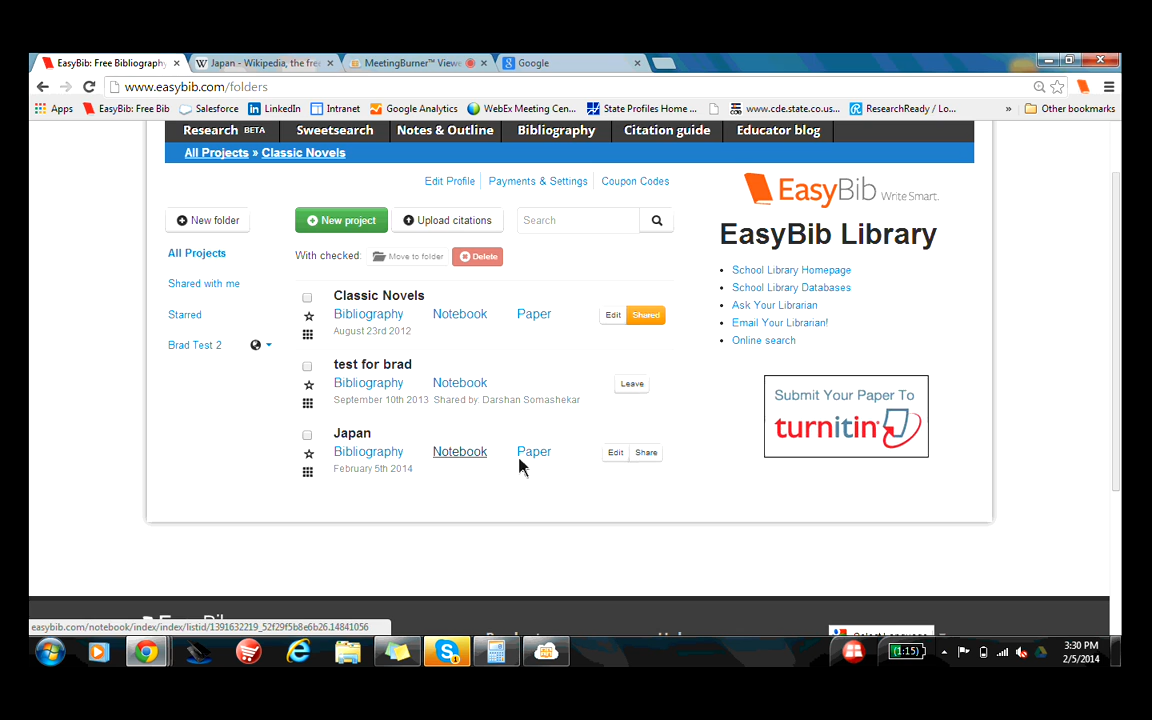 EasyBib: Free Bibliography
Japan - Wikipedia, the free
MeetingBurner™ Viewe
Google
www.easybib.com/folders
Apps
EasyBib: Free Bib
Salesforce
LinkedIn
Intranet
Google Analytics
WebEx Meeting Cen...
State Profiles Home ...
www.cde.state.co.us...
ResearchReady / Lo...
»
Other bookmarks
Research BETA
Sweetsearch
Notes & Outline
Bibliography
Citation guide
Educator blog
All Projects » Classic Novels
Edit Profile
Payments & Settings
Coupon Codes
EasyBib Write Smart.
New folder
New project
Upload citations
Search
EasyBib Library
All Projects
With checked:
Move to folder
Delete
School Library Homepage
Shared with me
School Library Databases
Classic Novels
Ask Your Librarian
Starred
Bibliography
Notebook
Paper
Edit
Shared
Email Your Librarian!
August 23rd 2012
Online search
Brad Test 2
test for brad
Bibliography
Notebook
Leave
September 10th 2013 Shared by: Darshan Somashekar
Submit Your Paper To
turnitin
Japan
Bibliography
Notebook
Paper
Edit
Share
February 5th 2014
easybib.com/notebook/index/index/listid/1391632219_52f29f5b8e6b26.14841056
(1:15)
3:30 PM
2/5/2014